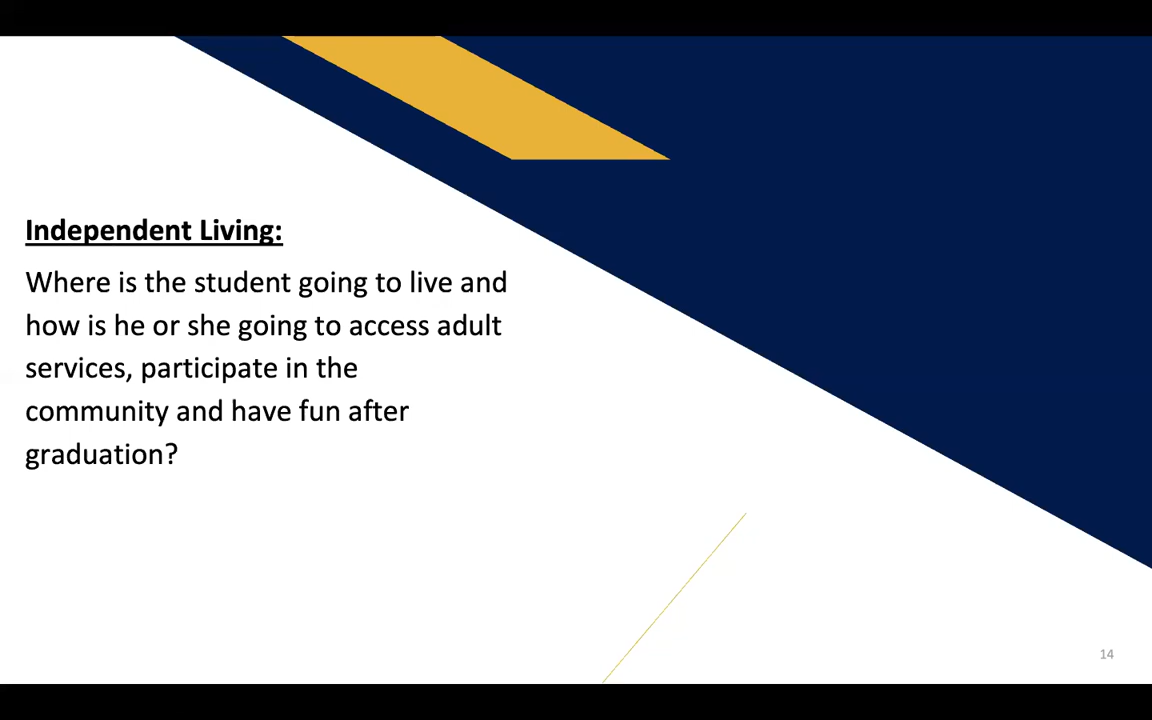 Independent Living:
Where is the student going to live and
how is he or she going to access adult
services, participate in the
community and have fun after
graduation?
14